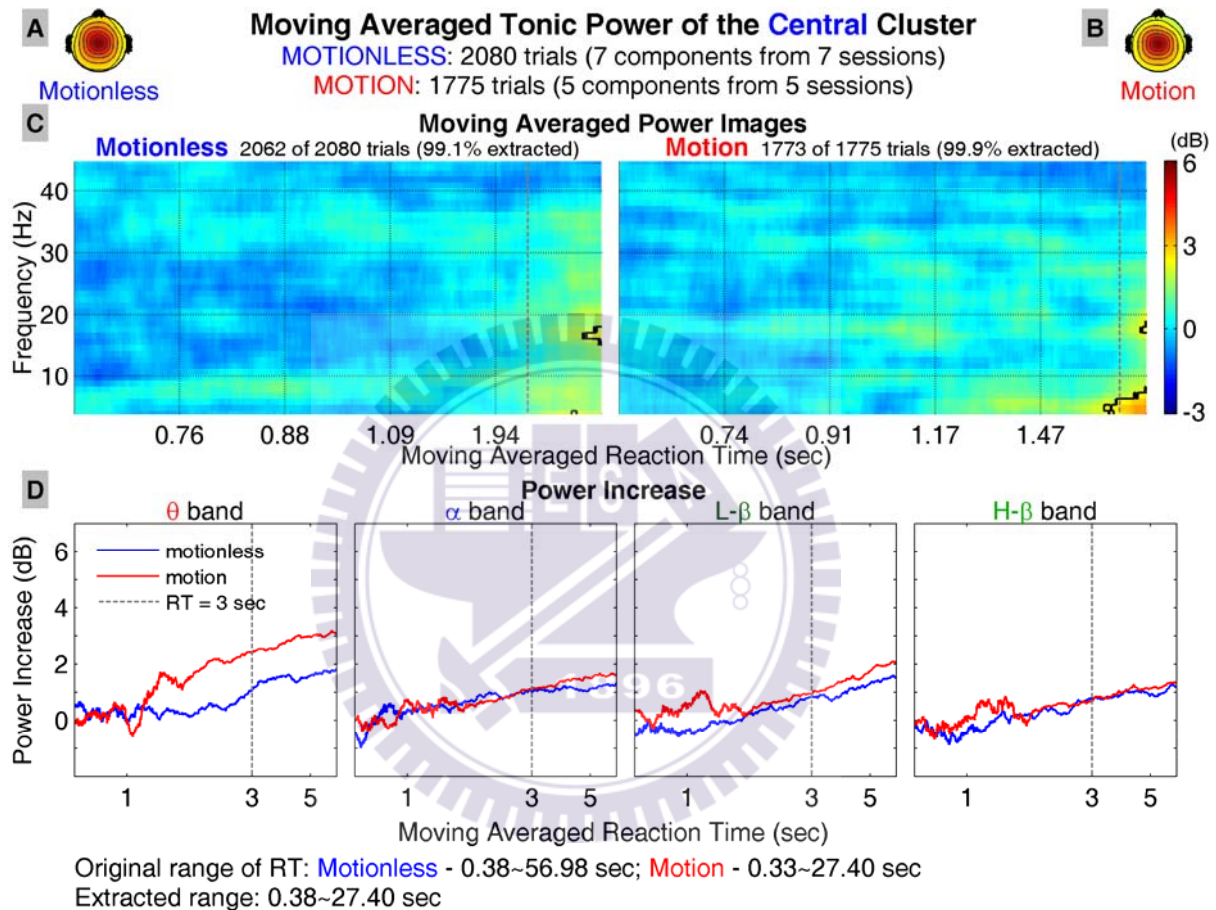 A
Moving Averaged Tonic Power of the Central Cluster
B
MOTIONLESS: 2080 trials (7 components from 7 sessions)
Motionless
MOTION: 1775 trials (5 components from 5 sessions)
Motion
C
Moving Averaged Power Images
Motionless 2062 of 2080 trials (99.1% extracted)
Motion 1773 of 1775 trials (99.9% extracted)
(dB)
6
3
0
-3
Frequency (Hz)
40
30
20
10
0.76 0.88 1.09 1.94
0.74 0.91 1.17 1.47
Moving Averaged Reaction Time (sec)
D
Power Increase
θ band
α band
L-β band
H-β band
Power Increase (dB)
6
4
2
0
motionless
motion
RT = 3 sec
ECA
896
1 3 5
1 3 5
1 3 5
1 3 5
Moving Averaged Reaction Time (sec)
Original range of RT: Motionless - 0.38~56.98 sec; Motion - 0.33~27.40 sec
Extracted range: 0.38~27.40 sec